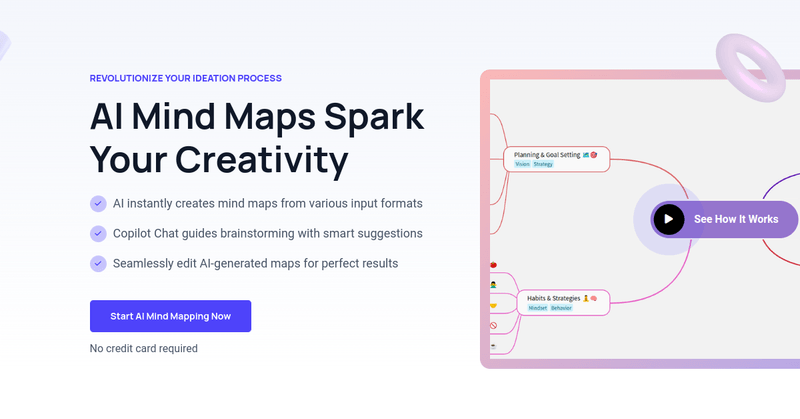 REVOLUTIONIZE YOUR IDEATION PROCESS
AI Mind Maps Spark
Your Creativity
AI instantly creates mind maps from various input formats
Copilot Chat guides brainstorming with smart suggestions
Seamlessly edit AI-generated maps for perfect results
Start AI Mind Mapping Now
No credit card required
Planning & Goal Setting
Vision Strategy
See How It Works
Habits & Strategies
Mindset Behavior